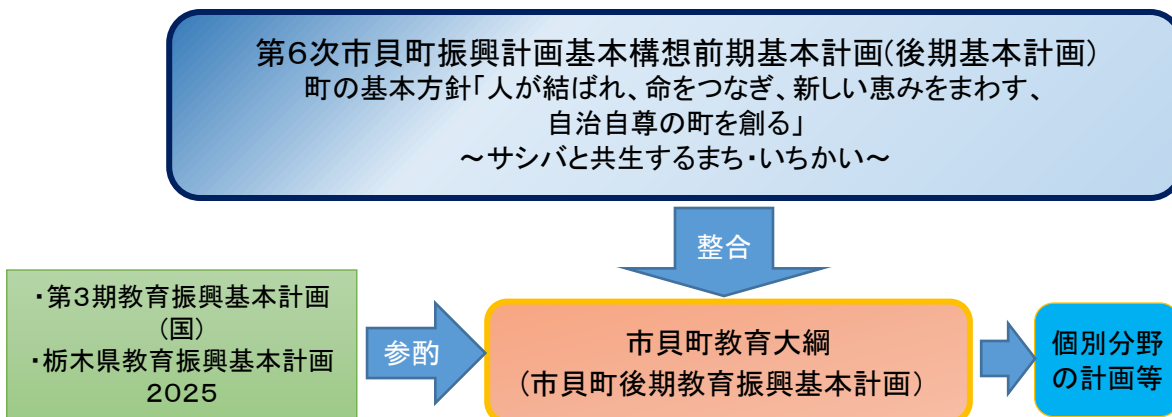 第6次市貝町振興計画基本構想前期基本計画(後期基本計画)
町の基本方針「人が結ばれ、命をつなぎ、新しい恵みをまわす、
自治自尊の町を創る」
～サシバと共生するまち・いちかい～
整合
・第3期教育振興基本計画
(国)
・栃木県教育振興基本計画
2025
参酌
市貝町教育大綱
(市貝町後期教育振興基本計画)
個別分野
の計画等